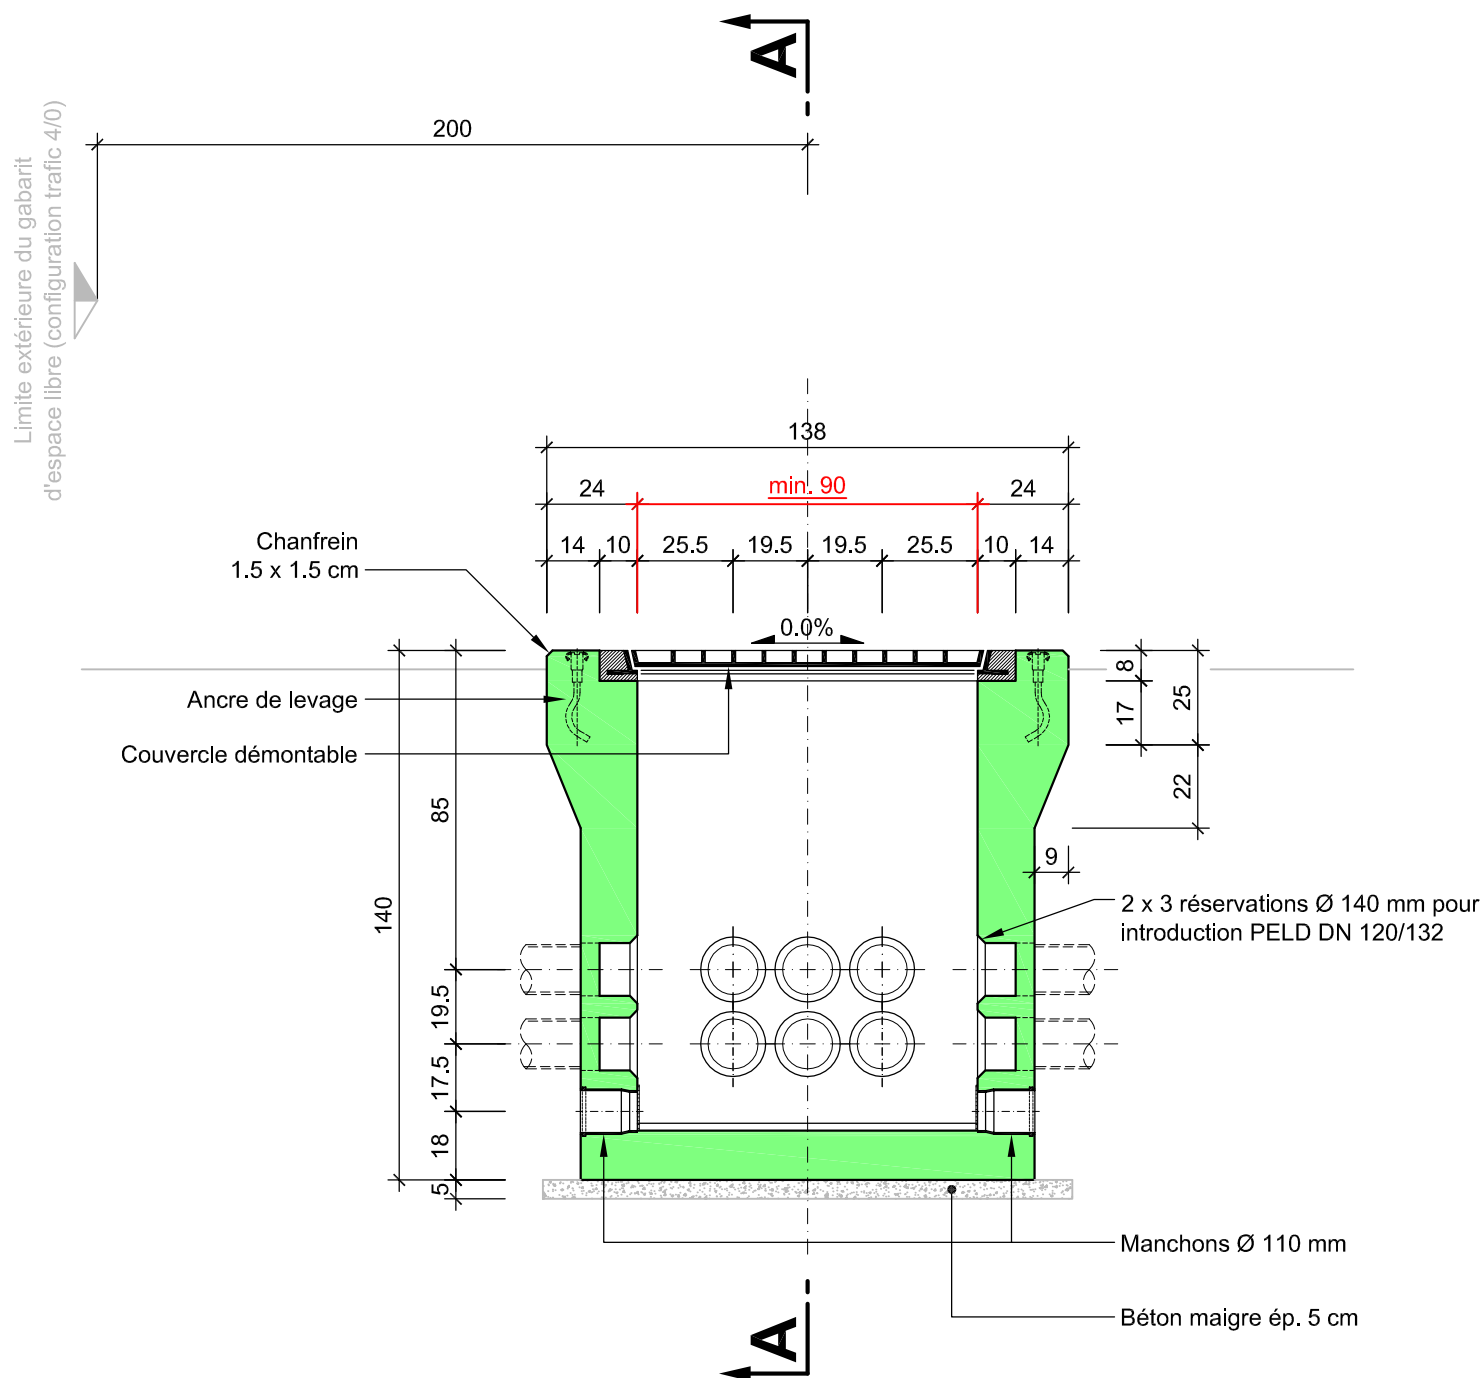 A
200
Limite extérieure du gabarit
d'espace libre (configuration trafic 4/0)
138
24
min. 90
24
14
10
25.5
19.5
19.5
25.5
10
14
Chanfrein
1.5 x 1.5 cm
0.0%
Ancre de levage
Couvercle démontable
8
17
25
22
9
85
140
19.5
17.5
18
5
2 x 3 réservations Ø 140 mm pour
introduction PELD DN 120/132
Manchons Ø 110 mm
Béton maigre ép. 5 cm
A